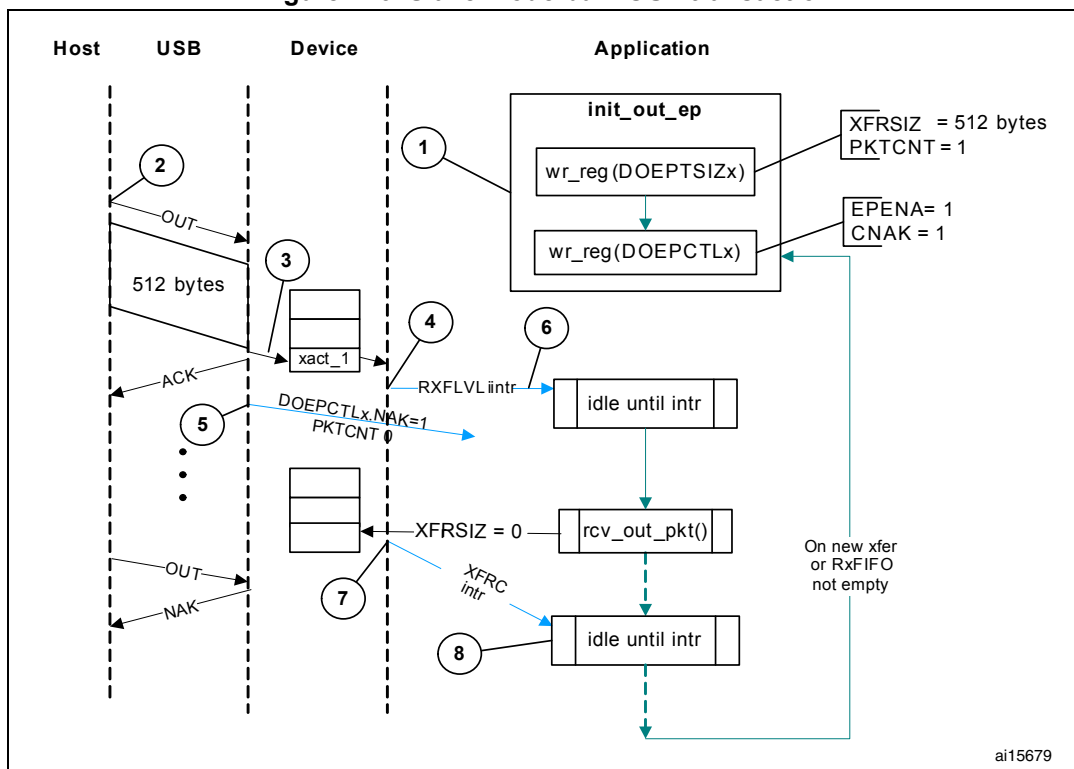 Host USB Device Application
init_out_ep
XFRSIZ = 512 bytes
PKTCNT = 1
1
wr_reg(DOEPTSIZx)
2
OUT
EPENA= 1
CNAK = 1
wr_reg(DOEPCTLx)
3
512 bytes
4
6
xact_1
ACK
RXFLVL iintr
idle until intr
DOEPCTLx.NAK=1
PKTCNT 0
5
XFRSIZ = 0
rcv_out_pkt()
On new xfer
or RxFIFO
not empty
OUT
XFRC
intr
NAK
7
idle until intr
8
ai15679